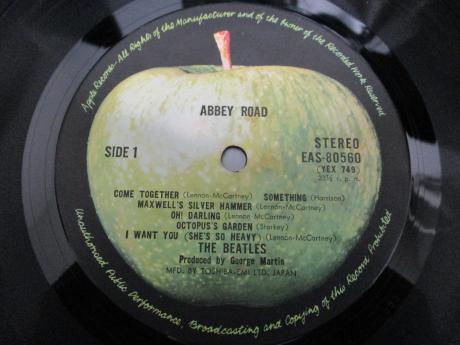 Apple Records-All Rights of the Manufacturer and of the Owner of the Recorded Work Reserved
ABBEY ROAD
SIDE 1
STEREO
EAS-80560
(YEX 749)
33⅓ r. p. m.
COME TOGETHER (Lennon-McCartney) SOMETHING (Harrison)
MAXWELL'S SILVER HAMMER (Lennon-McCartney)
OH! DARLING (Lennon McCartney)
OCTOPUS'S GARDEN (Starkey)
I WANT YOU (SHE'S SO HEAVY) (Lennon-McCartney)
THE BEATLES
Produced by George Martin
MFD. BY TOSHIBA-EMI LTD. JAPAN
Unauthorized Public Performance, Broadcasting and Copying of this Record Prohibited